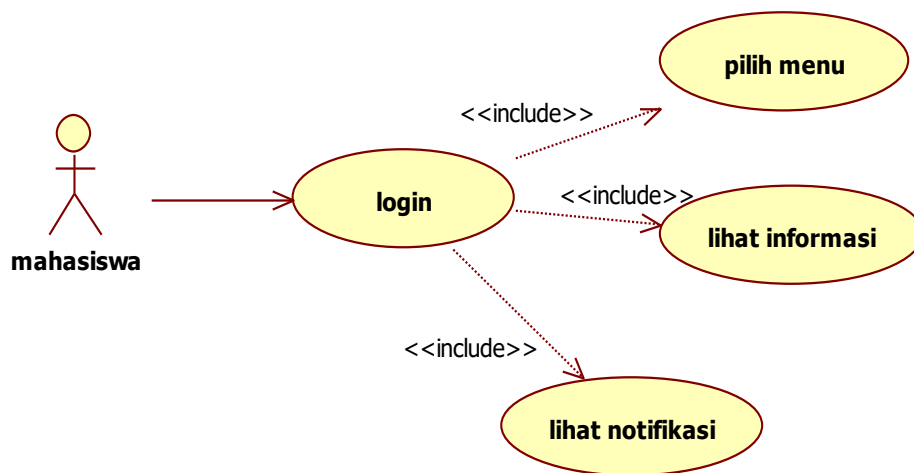 pilih menu
<<include>>
<<include>>
login
lihat informasi
mahasiswa
<<include>>
lihat notifikasi